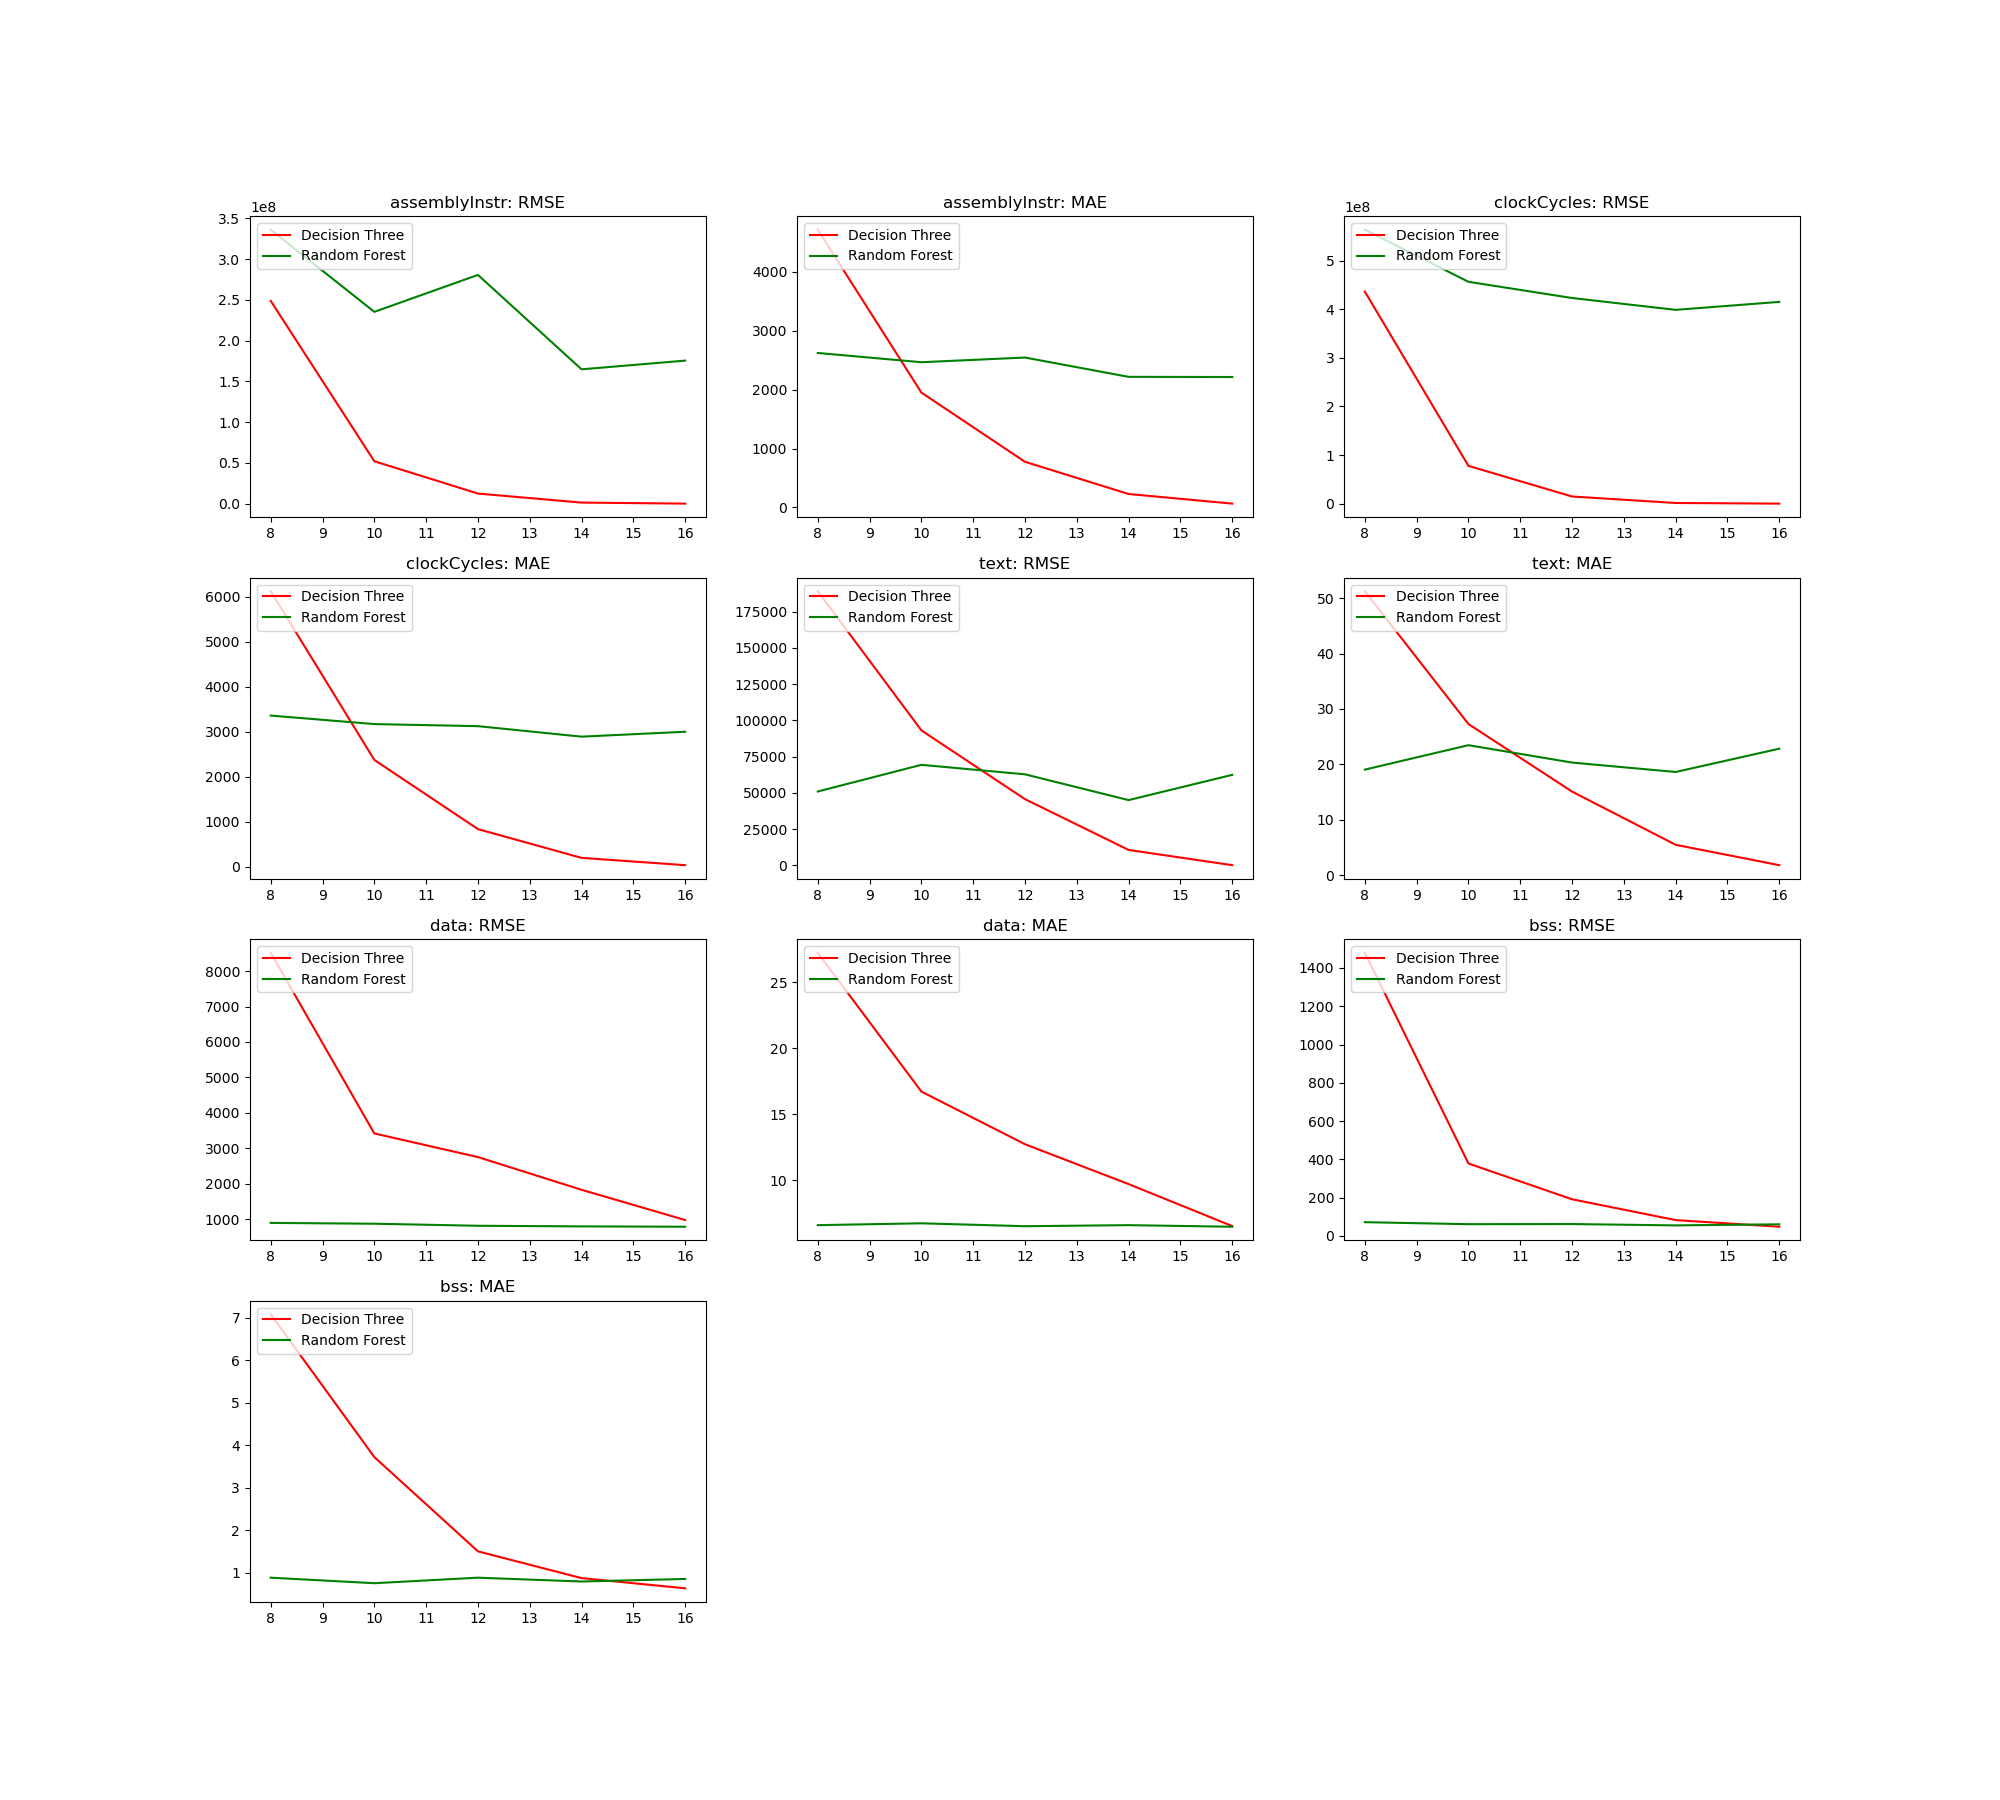 assemblyInstr: RMSE
1e8
3.5
3.0
2.5
2.0
1.5
1.0
0.5
0.0
Decision Three
Random Forest
8 9 10 11 12 13 14 15 16
assemblyInstr: MAE
4000
3000
2000
1000
0
Decision Three
Random Forest
8 9 10 11 12 13 14 15 16
clockCycles: RMSE
1e8
5
4
3
2
1
0
Decision Three
Random Forest
8 9 10 11 12 13 14 15 16
clockCycles: MAE
6000
5000
4000
3000
2000
1000
0
Decision Three
Random Forest
8 9 10 11 12 13 14 15 16
text: RMSE
175000
150000
125000
100000
75000
50000
25000
0
Decision Three
Random Forest
8 9 10 11 12 13 14 15 16
text: MAE
50
40
30
20
10
0
Decision Three
Random Forest
8 9 10 11 12 13 14 15 16
data: RMSE
8000
7000
6000
5000
4000
3000
2000
1000
Decision Three
Random Forest
8 9 10 11 12 13 14 15 16
data: MAE
25
20
15
10
Decision Three
Random Forest
8 9 10 11 12 13 14 15 16
bss: RMSE
1400
1200
1000
800
600
400
200
0
Decision Three
Random Forest
8 9 10 11 12 13 14 15 16
bss: MAE
7
6
5
4
3
2
1
Decision Three
Random Forest
8 9 10 11 12 13 14 15 16